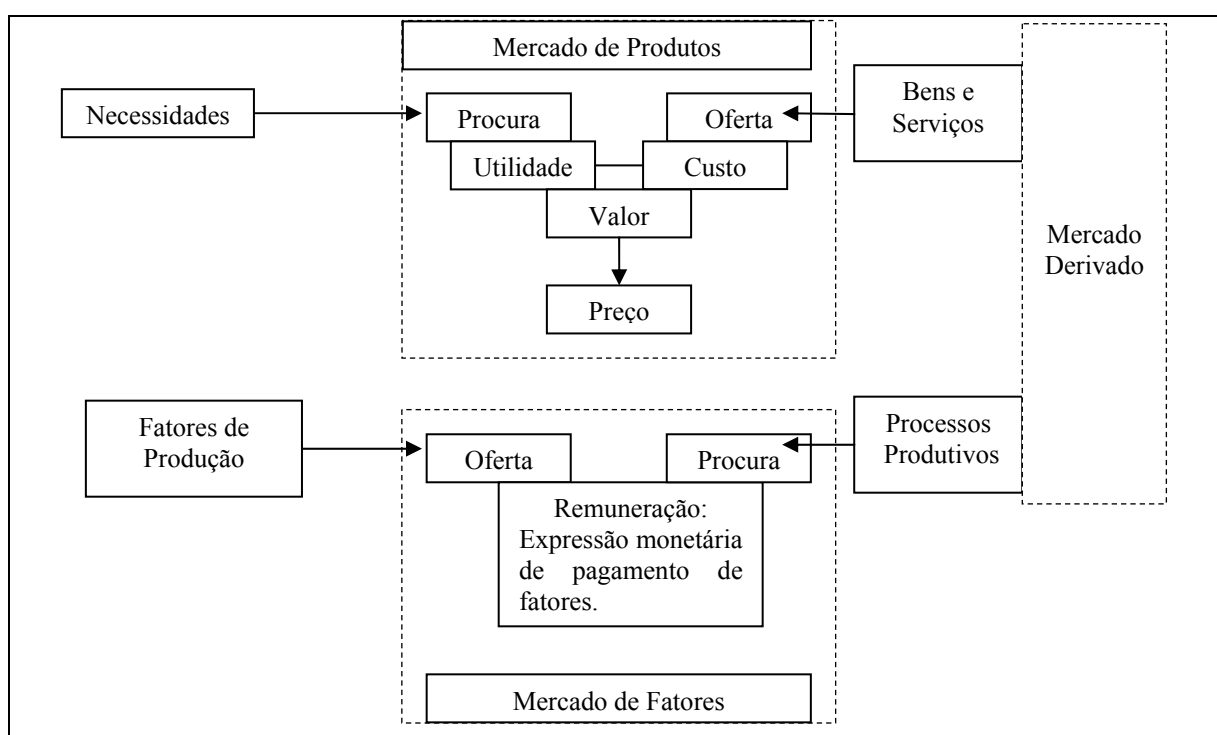 Mercado de Produtos
Necessidades
Procura
Oferta
Bens e
Serviços
Utilidade
Custo
Valor
Preço
Mercado
Derivado
Fatores de
Produção
Oferta
Procura
Processos
Produtivos
Remuneração:
Expressão monetária
de pagamento de
fatores.
Mercado de Fatores